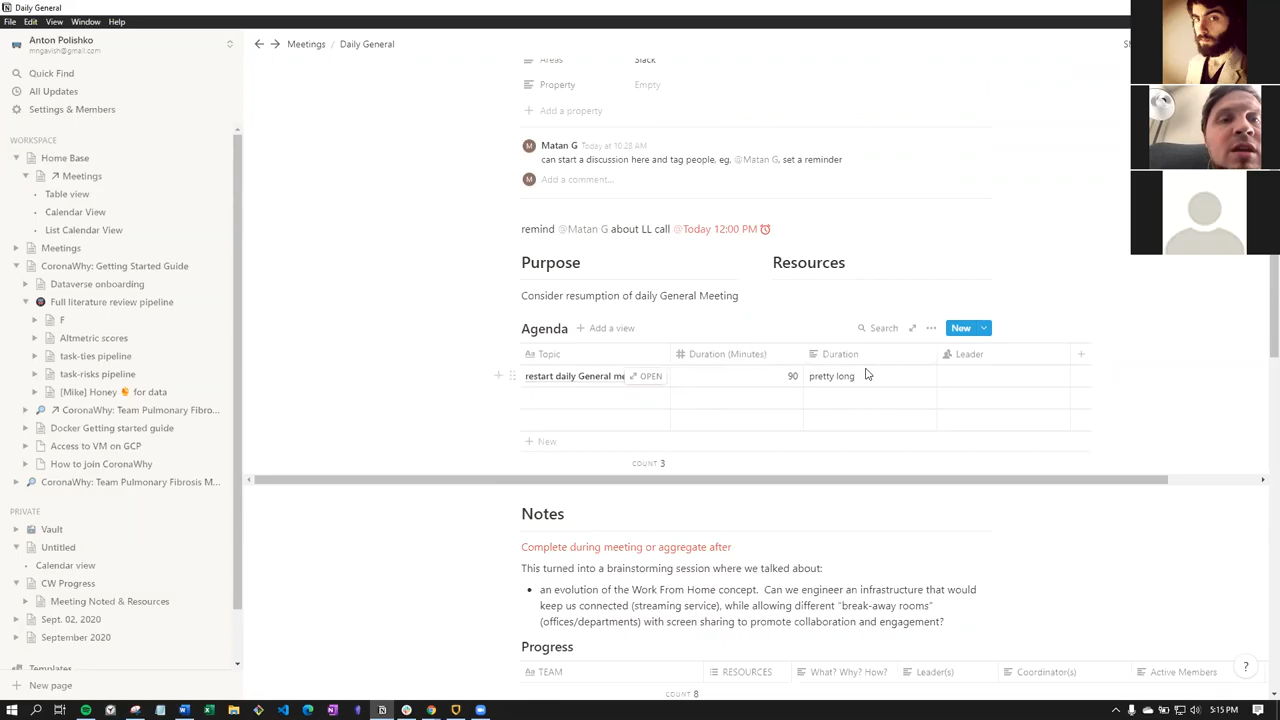 Daily General
File Edit View Window Help
Anton Polishko
mngavish@gmail.com
Meetings / Daily General
Quick Find
All Updates
Settings & Members
WORKSPACE
Home Base
Meetings
Table view
Calendar View
List Calendar View
Meetings
CoronaWhy: Getting Started Guide
Dataverse onboarding
Full literature review pipeline
F
Altmetric scores
task-ties pipeline
task-risks pipeline
[Mike] Honey for data
CoronaWhy: Team Pulmonary Fibro...
Docker Getting started guide
Access to VM on GCP
How to join CoronaWhy
CoronaWhy: Team Pulmonary Fibrosis M...
PRIVATE
Vault
Untitled
Calendar view
CW Progress
Meeting Noted & Resources
Sept. 02, 2020
September 2020
Templates
New page
Areas Slack
Property Empty
Add a property
M Matan G Today at 10:28 AM
can start a discussion here and tag people, eg, @Matan G, set a reminder
M Add a comment...
remind @Matan G about LL call @Today 12:00 PM
Purpose Resources
Consider resumption of daily General Meeting
Agenda + Add a view Search New
Aa Topic # Duration (Minutes) Duration Leader
restart daily General me OPEN 90 pretty long
+ New
COUNT 3
Notes
Complete during meeting or aggregate after
This turned into a brainstorming session where we talked about:
• an evolution of the Work From Home concept. Can we engineer an infrastructure that would
keep us connected (streaming service), while allowing different "break-away rooms"
(offices/departments) with screen sharing to promote collaboration and engagement?
Progress
Aa TEAM RESOURCES What? Why? How? Leader(s) Coordinator(s) Active Members
COUNT 8
?
5:15 PM